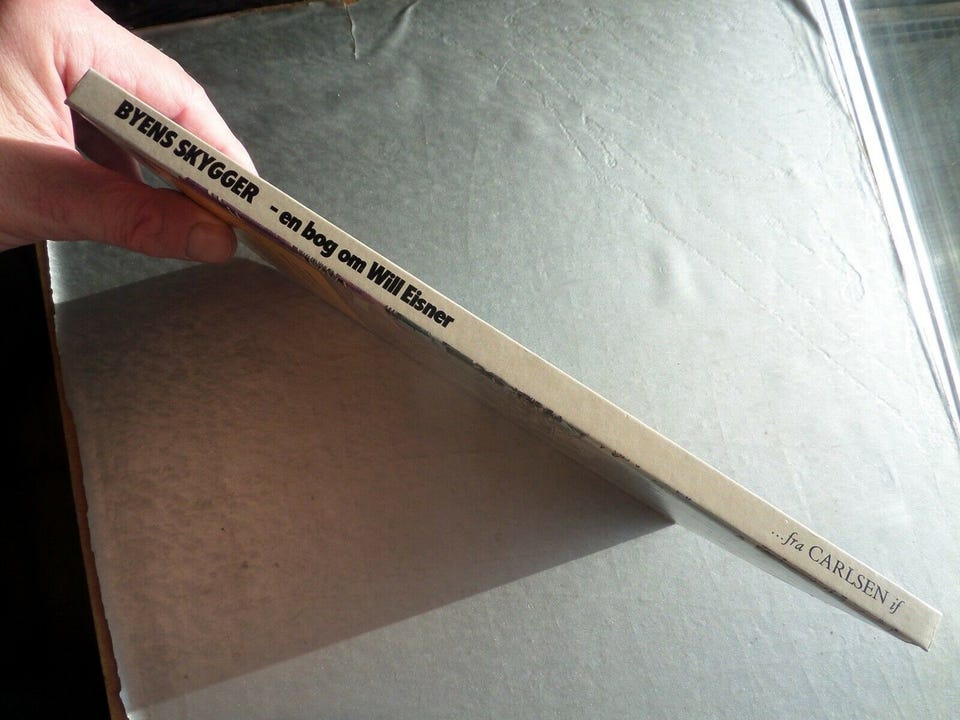 BYENS SKYGGER - en bog om Will Eisner
...fra CARLSEN if